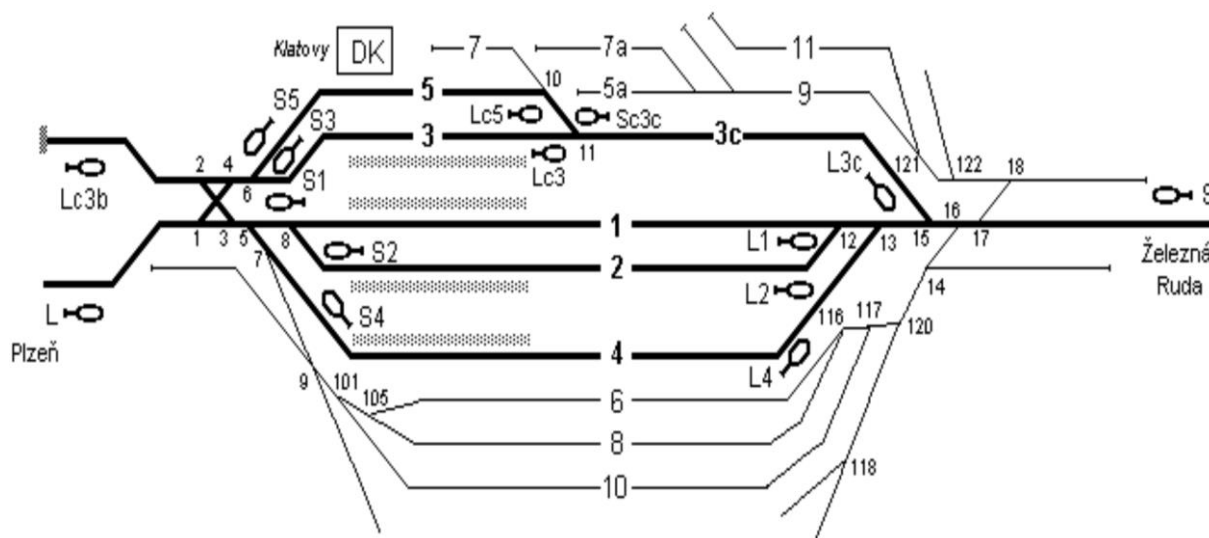 Klatovy DK
7
7a
11
5
10
5a
9
S5
Lc5
Sc3c
S3
3
3c
11
2
4
Lc3
121
122
18
Lc3b
6
S1
L3c
S
1
3
5
1
16
8
S2
L1
12
13
15
17
Železná
Ruda
7
2
L2
14
L
S4
Plzeň
116
117
120
4
L4
9
101
105
6
8
118
10